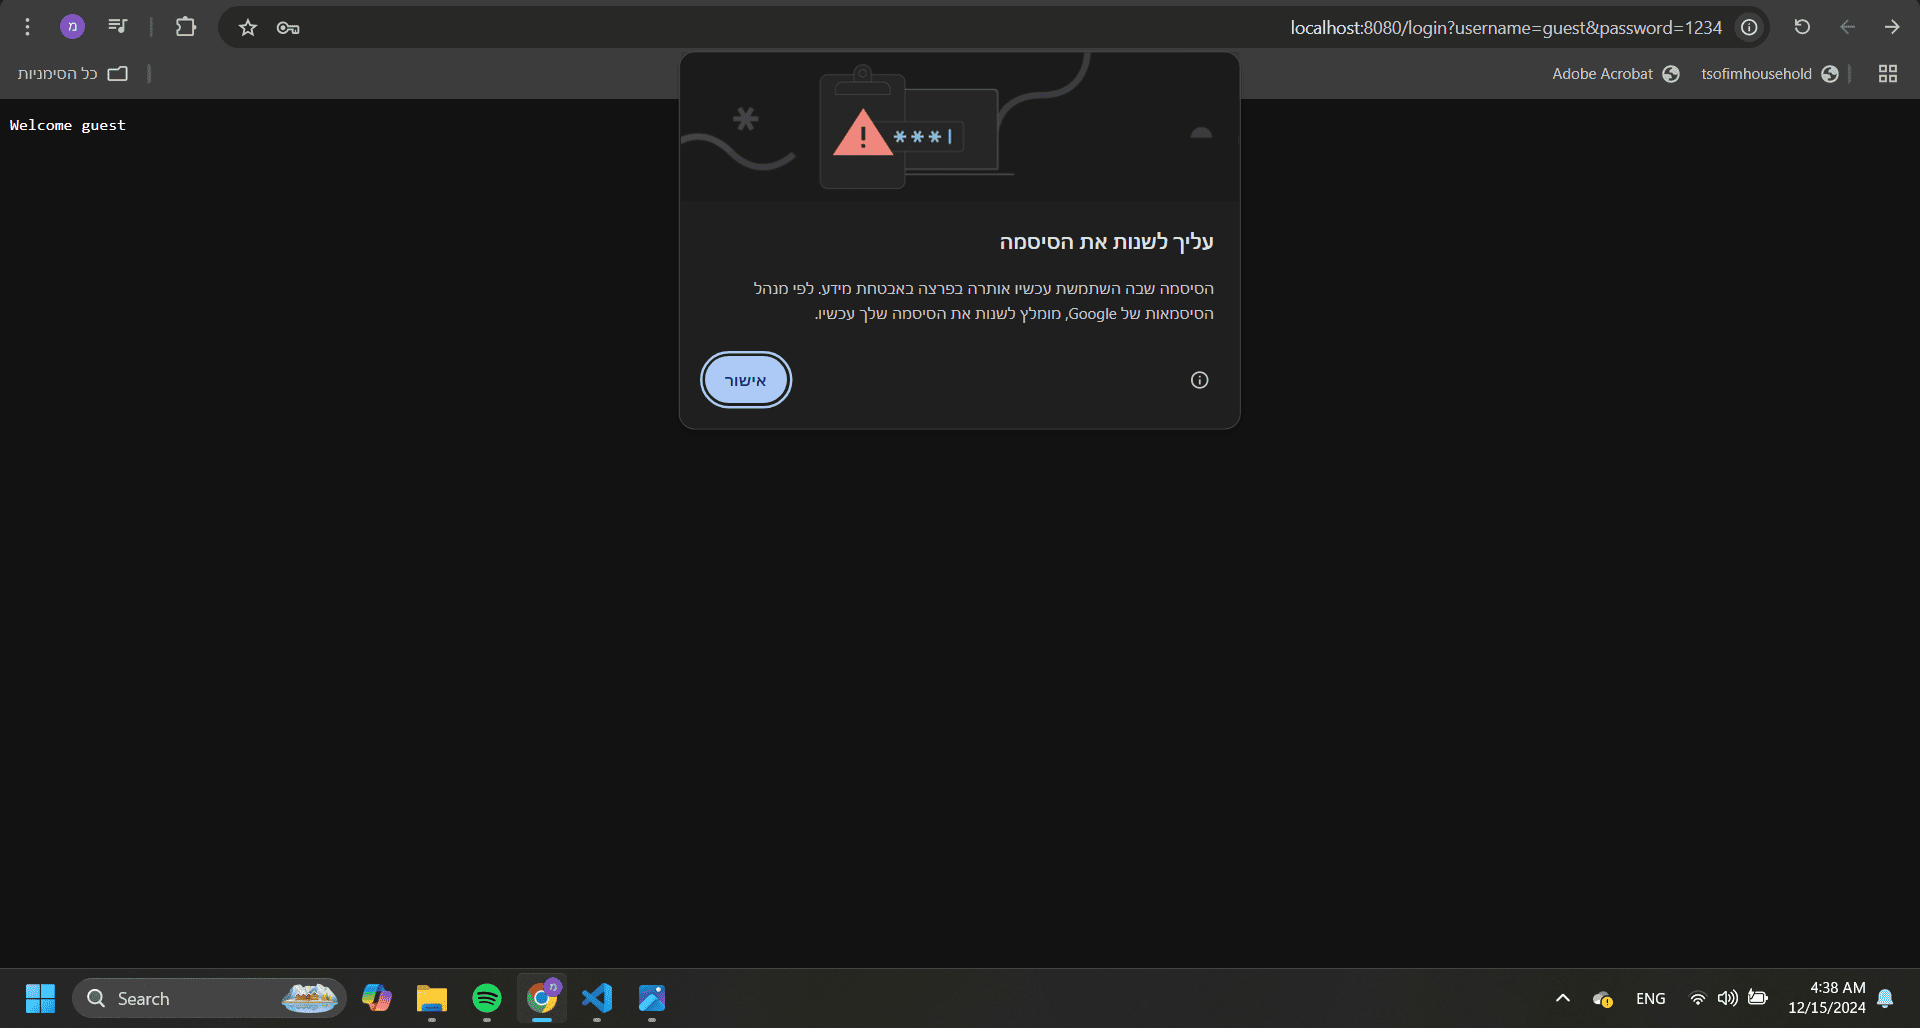 מ
localhost:8080/login?username=guest&password=1234
כל הסימניות
Adobe Acrobat
tsofimhousehold
Welcome guest
***|
עליך לשנות את הסיסמה
הסיסמה שבה השתמשת עכשיו אותרה בפרצה באבטחת מידע. לפי מנהל
הסיסמאות של Google, מומלץ לשנות את הסיסמה שלך עכשיו.
אישור
Search
מ
ENG
4:38 AM
12/15/2024